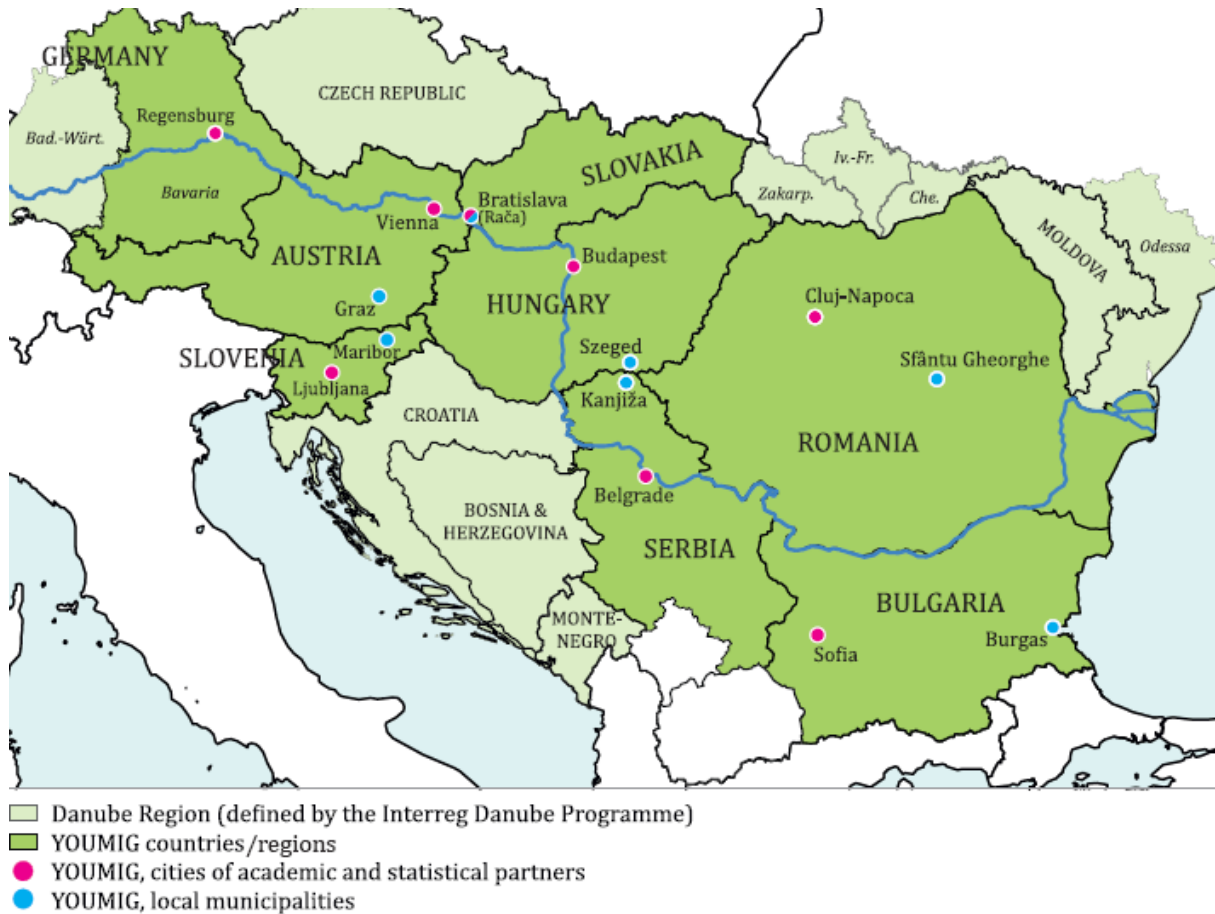 GERMANY
CZECH REPUBLIC
Regensburg
Bad.-Würt.
SLOVAKIA
Iv.-Fr.
Zakarp.
Che.
Bavaria
Bratislava
(Rača)
Vienna
MOLDOVA
Odessa
AUSTRIA
Budapest
Graz
HUNGARY
Cluj-Napoca
SLOVENIA
Maribor
Szeged
Sfântu Gheorghe
Ljubljana
Kanjiža
CROATIA
ROMANIA
Belgrade
BOSNIA &
HERZEGOVINA
SERBIA
BULGARIA
MONTE-
NEGRO
Sofia
Burgas
Danube Region (defined by the Interreg Danube Programme)
YOUMIG countries/regions
YOUMIG, cities of academic and statistical partners
YOUMIG, local municipalities